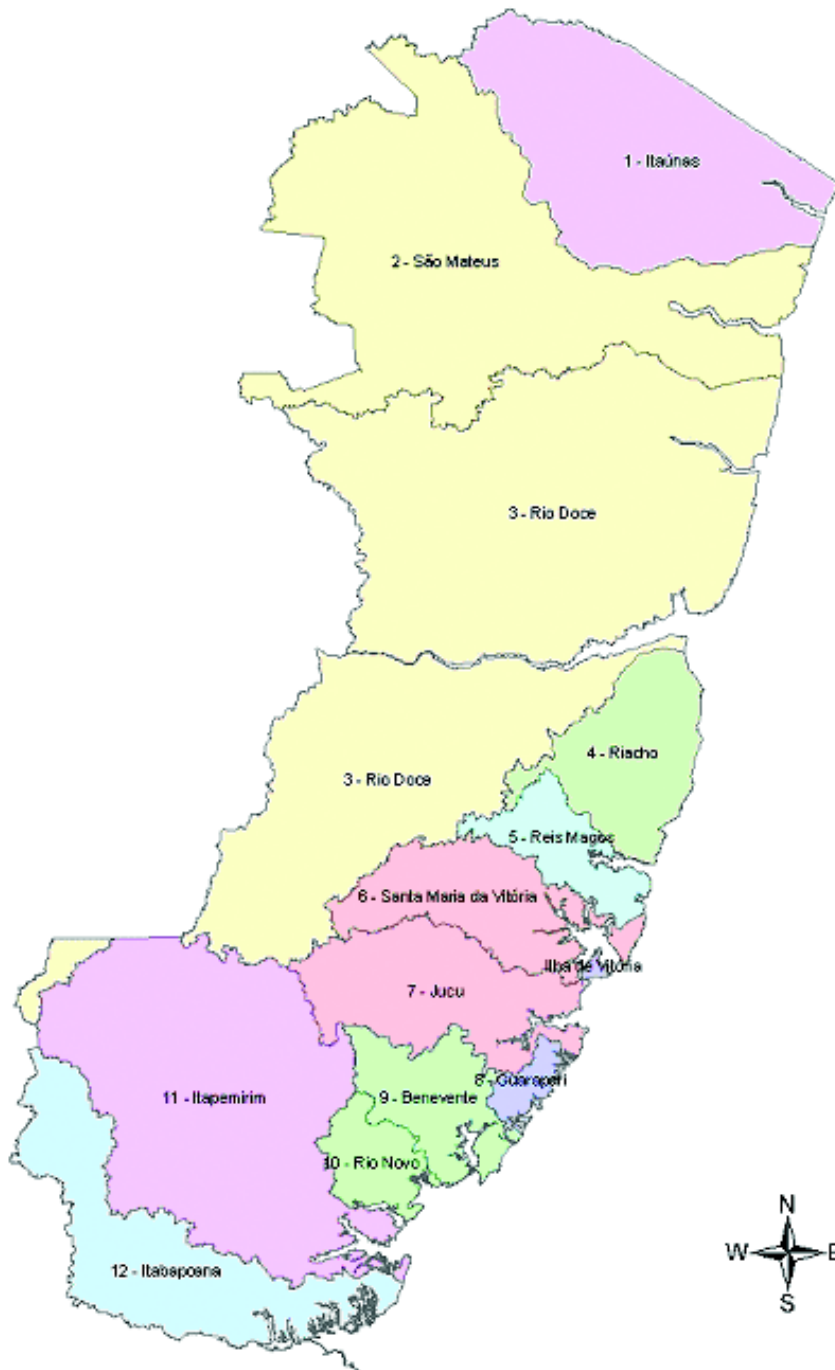 1 - Itaúnas
2 - São Mateus
3 - Rio Doce
4 - Riacho
3 - Rio Doce
5 - Reis Magos
6 - Santa Maria da Vitória
Ilha de Vitória
7 - Jucu
8 - Guarapari
9 - Benevente
11 - Itapemirim
10 - Rio Novo
N
W E
S
12 - Itabapoana